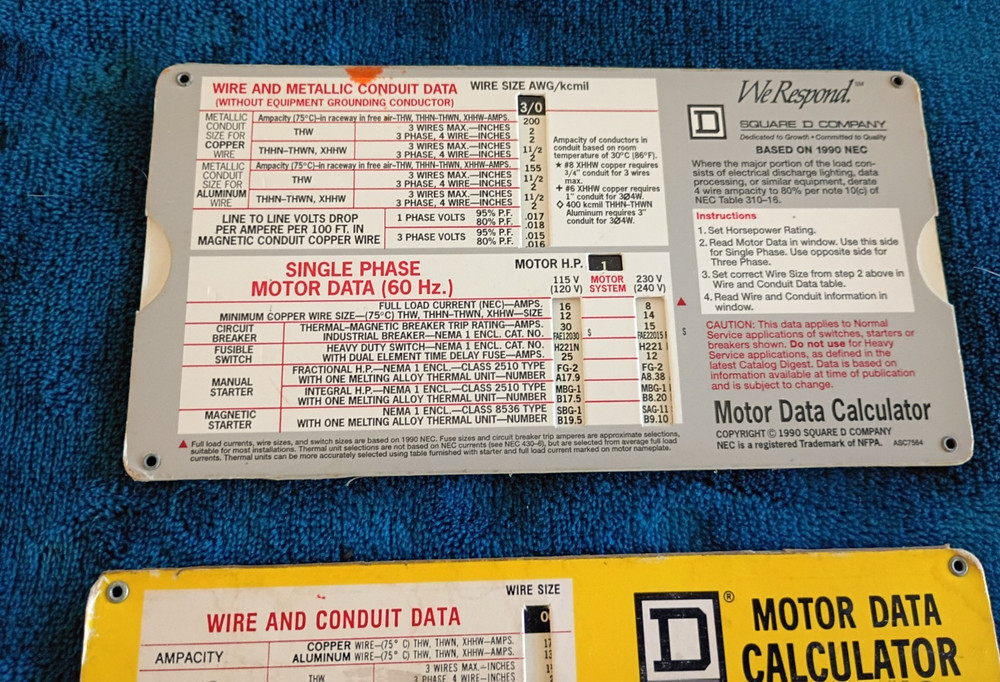 WIRE AND METALLIC CONDUIT DATA WIRE SIZE AWG/kcmil
(WITHOUT EQUIPMENT GROUNDING CONDUCTOR)
3/0
METALLIC CONDUIT SIZE FOR COPPER WIRE
Ampacity (75°C)–in raceway in free air–THW, THHN–THWN, XHHW–AMPS. 200
THW 3 WIRES MAX.—INCHES 2
3 PHASE, 4 WIRE—INCHES 2
THHN–THWN, XHHW 3 WIRES MAX.—INCHES 1 1/2
3 PHASE, 4 WIRE—INCHES 2
METALLIC CONDUIT SIZE FOR ALUMINUM WIRE
Ampacity (75°C)–in raceway in free air–THW, THHN–THWN, XHHW–AMPS. 155
THW 3 WIRES MAX.—INCHES 1 1/2
3 PHASE, 4 WIRE—INCHES 2
THHN–THWN, XHHW 3 WIRES MAX.—INCHES 1 1/2
3 PHASE, 4 WIRE—INCHES 2
LINE TO LINE VOLTS DROP
PER AMPERE PER 100 FT. IN
MAGNETIC CONDUIT COPPER WIRE
1 PHASE VOLTS 95% P.F. .017
80% P.F. .018
3 PHASE VOLTS 95% P.F. .015
80% P.F. .016
Ampacity of conductors in
conduit based on room
temperature of 30°C (86°F).
★ #8 XHHW copper requires
3/4" conduit for 3 wires
max.
+ #6 XHHW copper requires
1" conduit for 3Ø4W.
◇ 400 kcmil THHN–THWN
Aluminum requires 3"
conduit for 3Ø4W.
SINGLE PHASE
MOTOR DATA (60 Hz.)
MOTOR H.P. 1
115 V (120 V) MOTOR SYSTEM 230 V (240 V)
FULL LOAD CURRENT (NEC)—AMPS. 16 8
MINIMUM COPPER WIRE SIZE—(75°C) THW, THHN–THWN, XHHW—SIZE 12 14
CIRCUIT BREAKER
THERMAL–MAGNETIC BREAKER TRIP RATING—AMPS. 30 15
INDUSTRIAL BREAKER—NEMA 1 ENCL. CAT. NO. FAE12030 $ FAE22015 $
FUSIBLE SWITCH
HEAVY DUTY SWITCH—NEMA 1 ENCL. CAT. NO. H221N H221
WITH DUAL ELEMENT TIME DELAY FUSE—AMPS. 25 12
MANUAL STARTER
FRACTIONAL H.P.—NEMA 1 ENCL.—CLASS 2510 TYPE FG-2 FG-2
WITH ONE MELTING ALLOY THERMAL UNIT—NUMBER A17.9 A8.38
INTEGRAL H.P.—NEMA 1 ENCL.—CLASS 2510 TYPE MBG-1 MBG-1
WITH ONE MELTING ALLOY THERMAL UNIT—NUMBER B17.5 B8.20
MAGNETIC STARTER
NEMA 1 ENCL.—CLASS 8536 TYPE SBG-1 SAG-11
WITH ONE MELTING ALLOY THERMAL UNIT—NUMBER B19.5 B9.10
▲ Full load currents, wire sizes, and switch sizes are based on 1990 NEC. Fuse sizes and circuit breaker trip amperes are approximate selections,
suitable for most installations. Thermal unit selections are not based on NEC currents (see NEC 430–6), but are selected from average full load
currents. Thermal units can be more accurately selected using table furnished with starter and full load current marked on motor nameplate.
We Respond.℠
SQUARE D COMPANY
Dedicated to Growth • Committed to Quality
BASED ON 1990 NEC
Where the major portion of the load con-
sists of electrical discharge lighting, data
processing, or similar equipment, derate
4 wire ampacity to 80% per note 10(c) of
NEC Table 310–16.
Instructions
1. Set Horsepower Rating.
2. Read Motor Data in window. Use this side
for Single Phase. Use opposite side for
Three Phase.
3. Set correct Wire Size from step 2 above in
Wire and Conduit Data table.
4. Read Wire and Conduit information in
window.
▲
$
CAUTION: This data applies to Normal
Service applications of switches, starters or
breakers shown. Do not use for Heavy
Service applications, as defined in the
latest Catalog Digest. Data is based on
information available at time of publication
and is subject to change.
Motor Data Calculator
COPYRIGHT © 1990 SQUARE D COMPANY
NEC is a registered Trademark of NFPA. ASC7564
WIRE SIZE
0
WIRE AND CONDUIT DATA
AMPACITY
COPPER WIRE—(75° C) THW, THWN, XHHW—AMPS.
ALUMINUM WIRE—(75° C) THW, THWN, XHHW—AMPS.
3 WIRES MAX.—INCHES
THW
3 PHASE, 4 WIRE—INCHES
D ®
MOTOR DATA
CALCULATOR